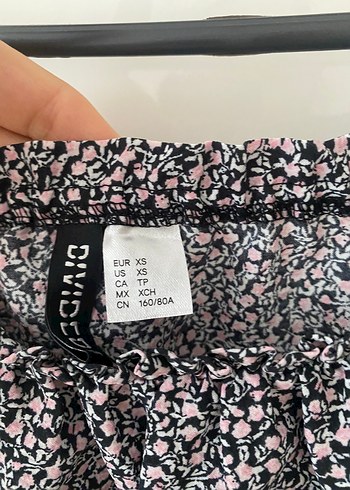 DIVIDE
EUR XS
US XS
CA TP
MX XCH
CN 160/80A